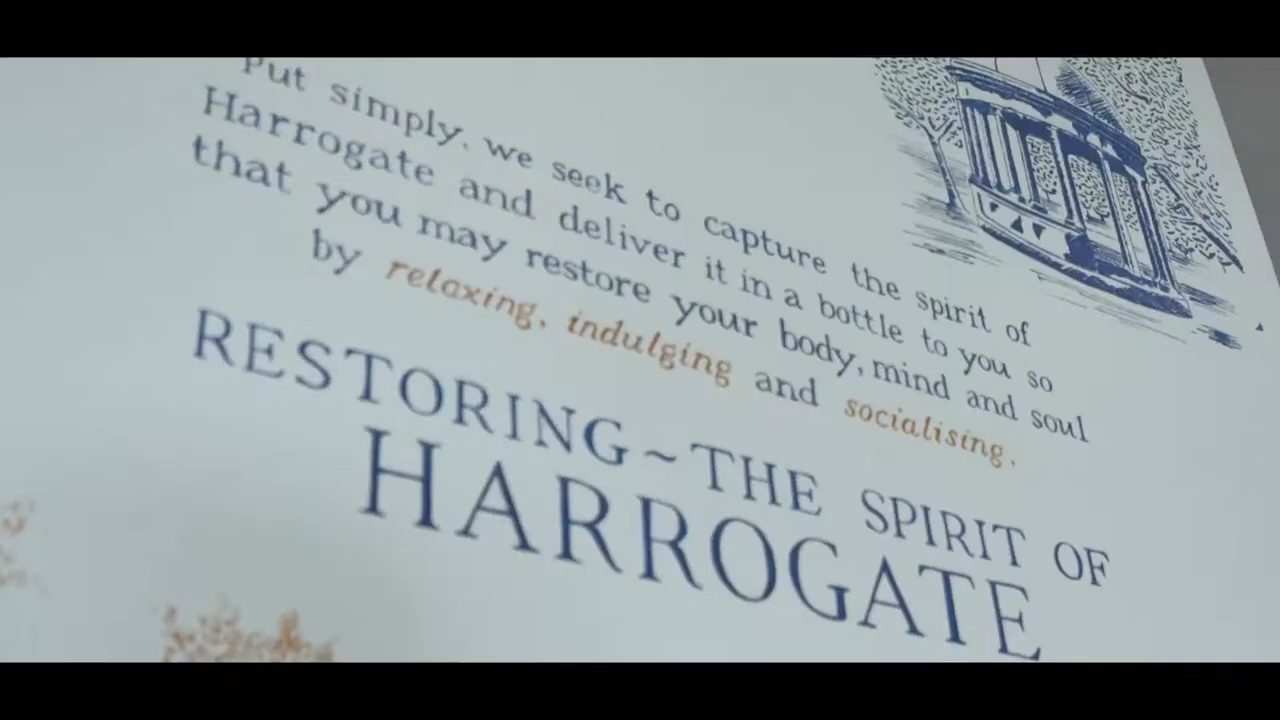 Put simply, we seek to capture the spirit of
Harrogate and deliver it in a bottle to you so
that you may restore your body, mind and soul
by relaxing, indulging and socialising.
RESTORING~THE SPIRIT OF
HARROGATE